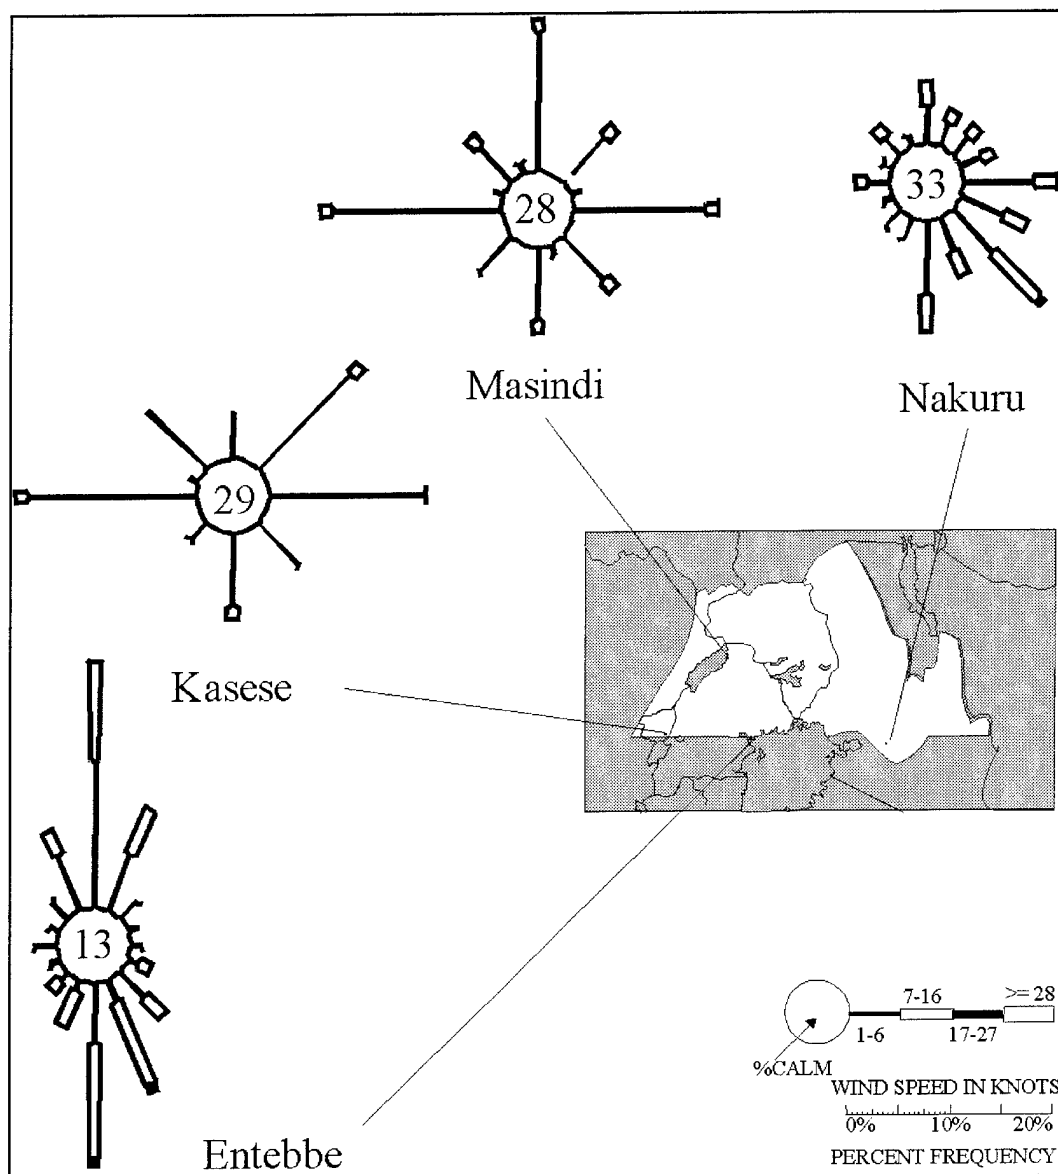 28
33
Masindi
Nakuru
29
Kasese
13
Entebbe
7-16
>= 28
1-6
17-27
%CALM
WIND SPEED IN KNOTS
0%
10%
20%
PERCENT FREQUENCY